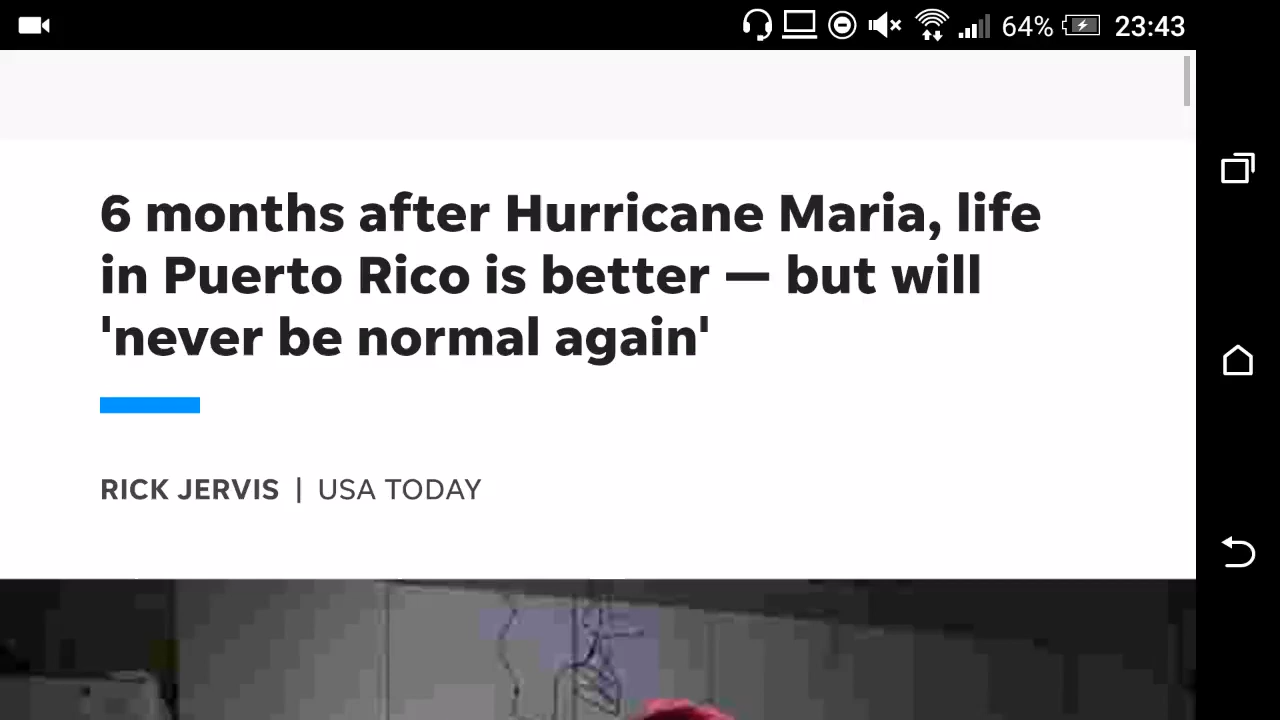 64% 23:43
6 months after Hurricane Maria, life
in Puerto Rico is better — but will
'never be normal again'
RICK JERVIS | USA TODAY